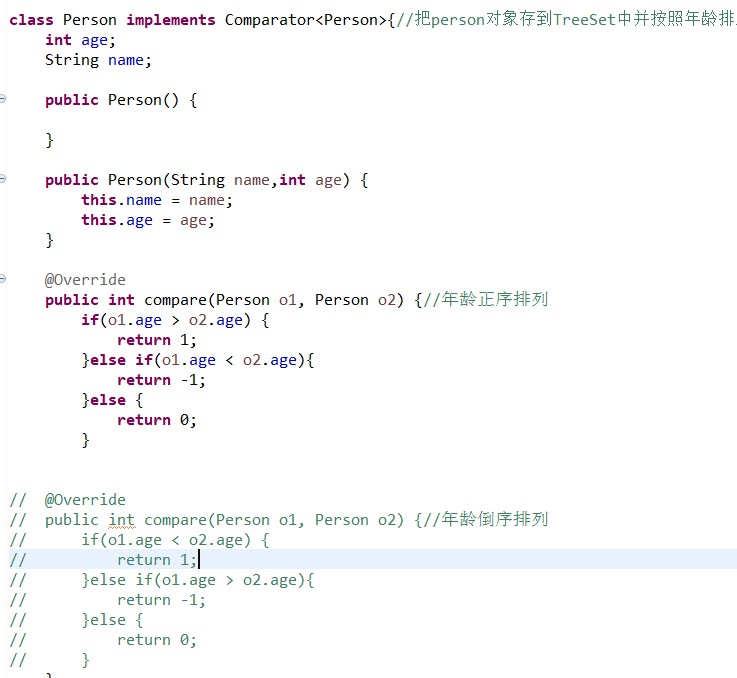 class Person implements Comparator<Person>{//把person对象存到TreeSet中并按照年龄排
    int age;
    String name;
    public Person() {
    }
    public Person(String name,int age) {
        this.name = name;
        this.age = age;
    }
    @Override
    public int compare(Person o1, Person o2) {//年龄正序排列
        if(o1.age > o2.age) {
            return 1;
        }else if(o1.age < o2.age){
            return -1;
        }else {
            return 0;
        }
//  @Override
//  public int compare(Person o1, Person o2) {//年龄倒序排列
//      if(o1.age < o2.age) {
//          return 1;
//      }else if(o1.age > o2.age){
//          return -1;
//      }else {
//          return 0;
//      }